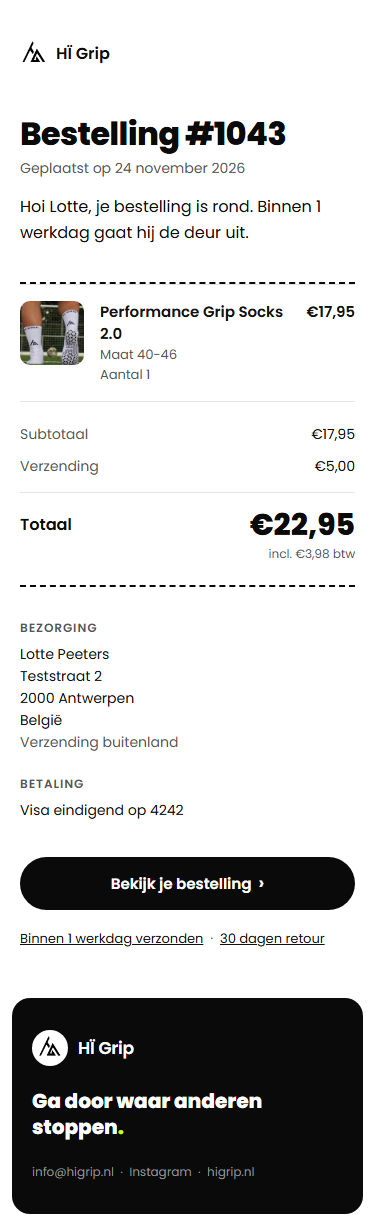 HÏ Grip
Bestelling #1043
Geplaatst op 24 november 2026
Hoi Lotte, je bestelling is rond. Binnen 1
werkdag gaat hij de deur uit.
Performance Grip Socks €17,95
2.0
Maat 40-46
Aantal 1
Subtotaal €17,95
Verzending €5,00
Totaal €22,95
incl. €3,98 btw
BEZORGING
Lotte Peeters
Teststraat 2
2000 Antwerpen
België
Verzending buitenland
BETALING
Visa eindigend op 4242
Bekijk je bestelling ›
Binnen 1 werkdag verzonden · 30 dagen retour
HÏ Grip
Ga door waar anderen
stoppen.
info@higrip.nl · Instagram · higrip.nl